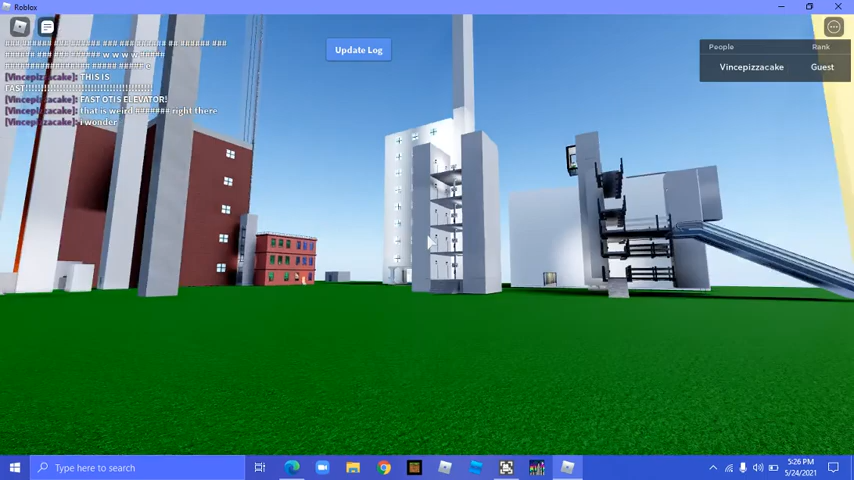 Roblox
### ###### ### ###### ### ### ###### ## ###### ###
###### ### ### ###### w w w w #####
################## ##### ##### e
[Vincepizzacake]: THIS IS
FAST!!!!!!!!!!!!!!!!!!!!!!!!!!!!!!!!!!!!
[Vincepizzacake]: FAST OTIS ELEVATOR!
[Vincepizzacake]: that is weird ####### right there
[Vincepizzacake]: i wonder
Update Log
People Rank
Vincepizzacake Guest
Type here to search
5:26 PM
5/24/2021